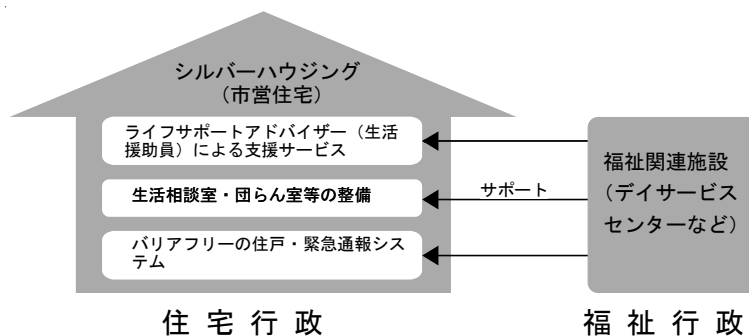 シルバーハウジング
（市営住宅）
ライフサポートアドバイザー（生活
援助員）による支援サービス
生活相談室・団らん室等の整備
バリアフリーの住戸・緊急通報シス
テム
サポート
福祉関連施設
（デイサービス
センターなど）
住宅行政
福祉行政